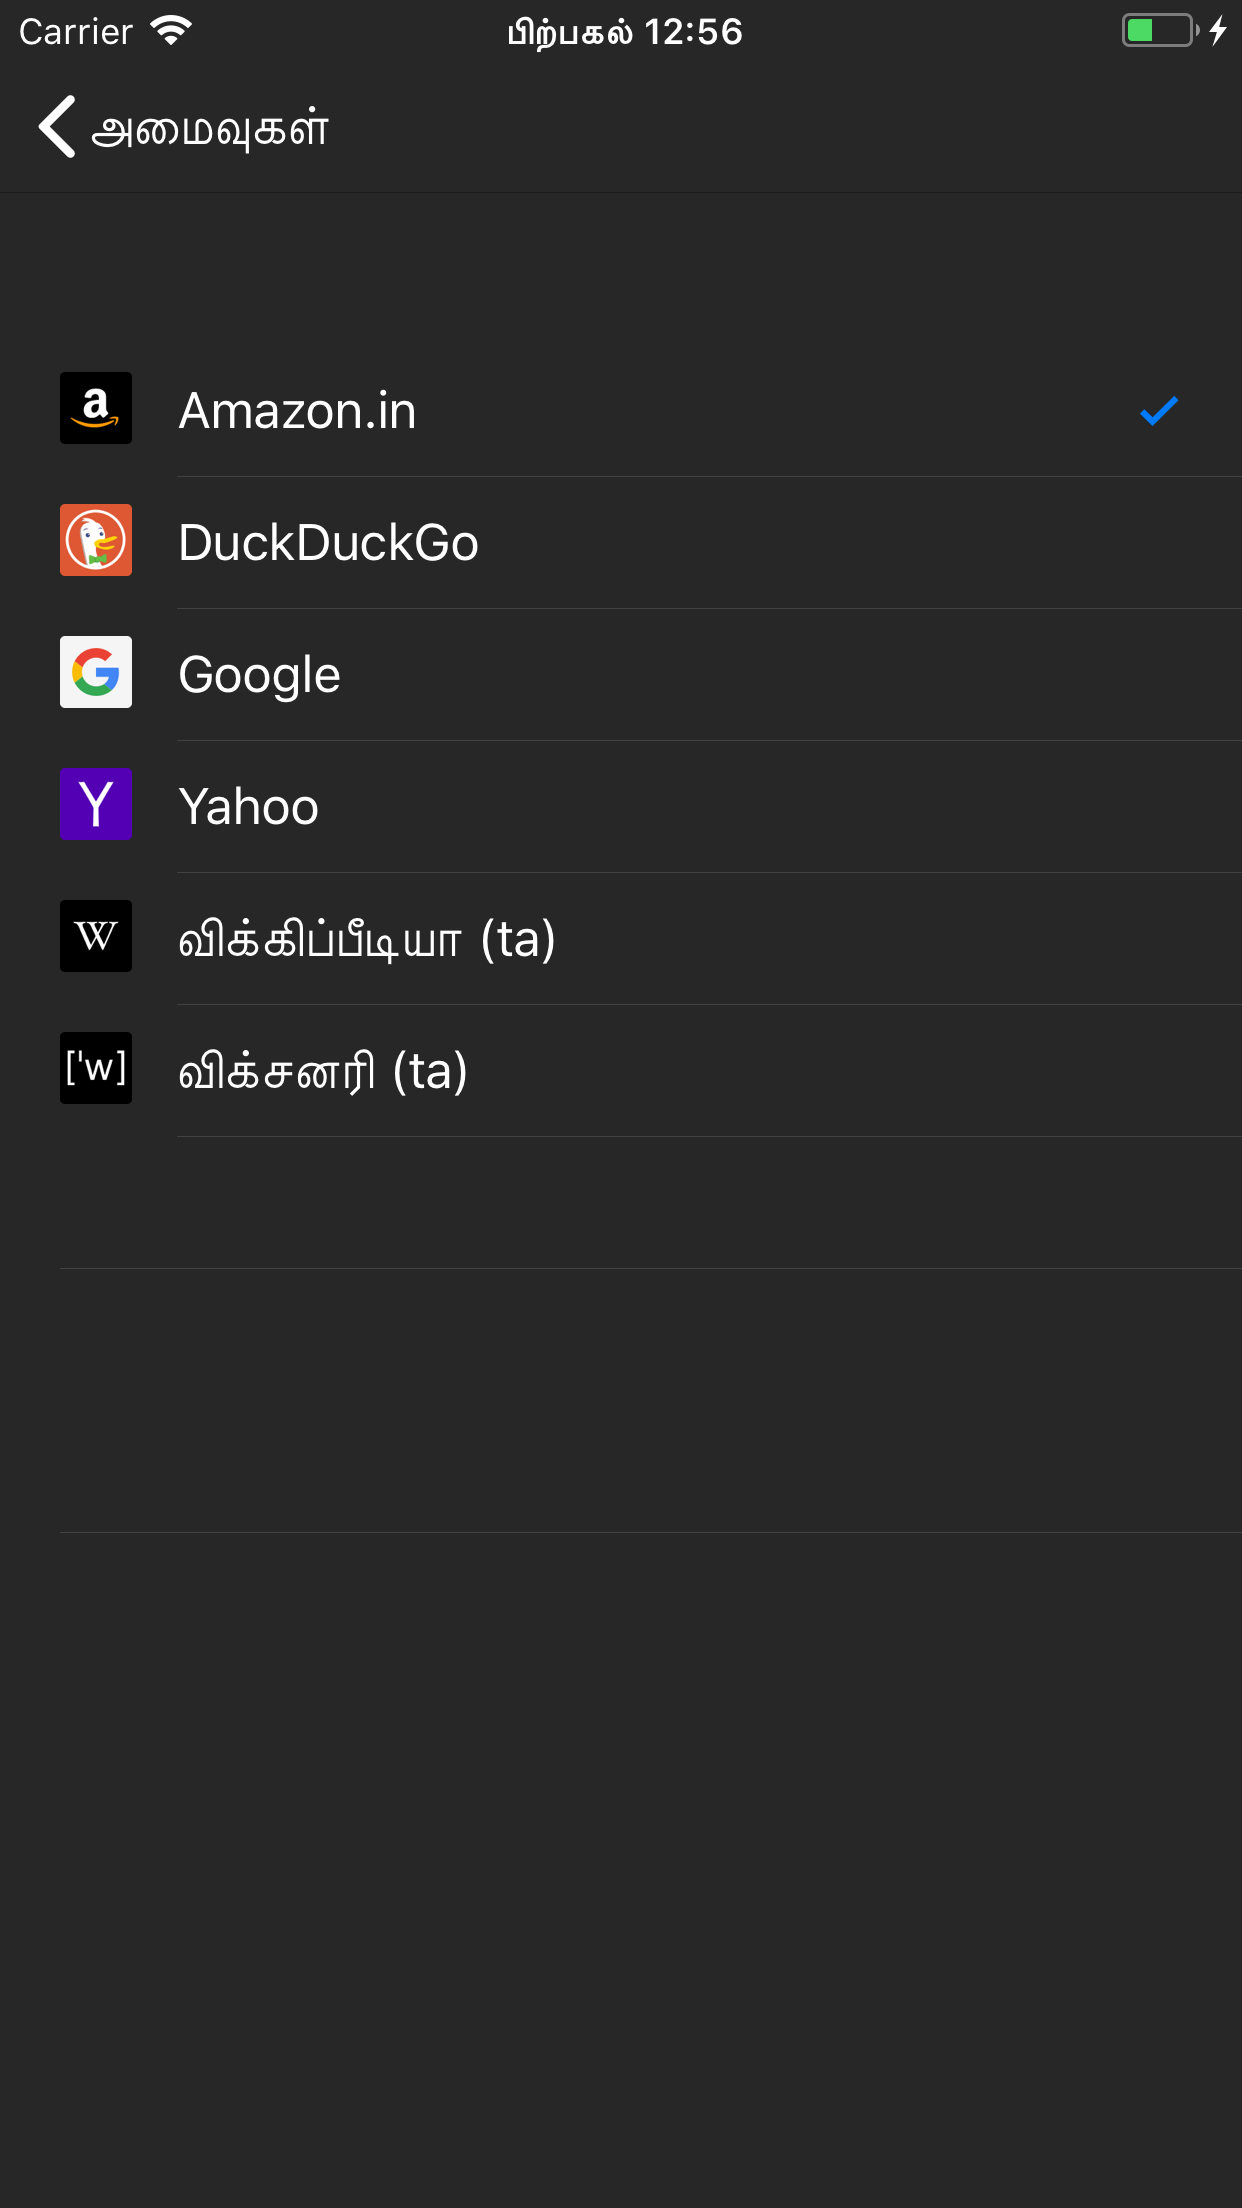 Carrier பிற்பகல் 12:56
அமைவுகள்
a Amazon.in
DuckDuckGo
G Google
Y Yahoo
W விக்கிப்பீடியா (ta)
['w] விக்சனரி (ta)